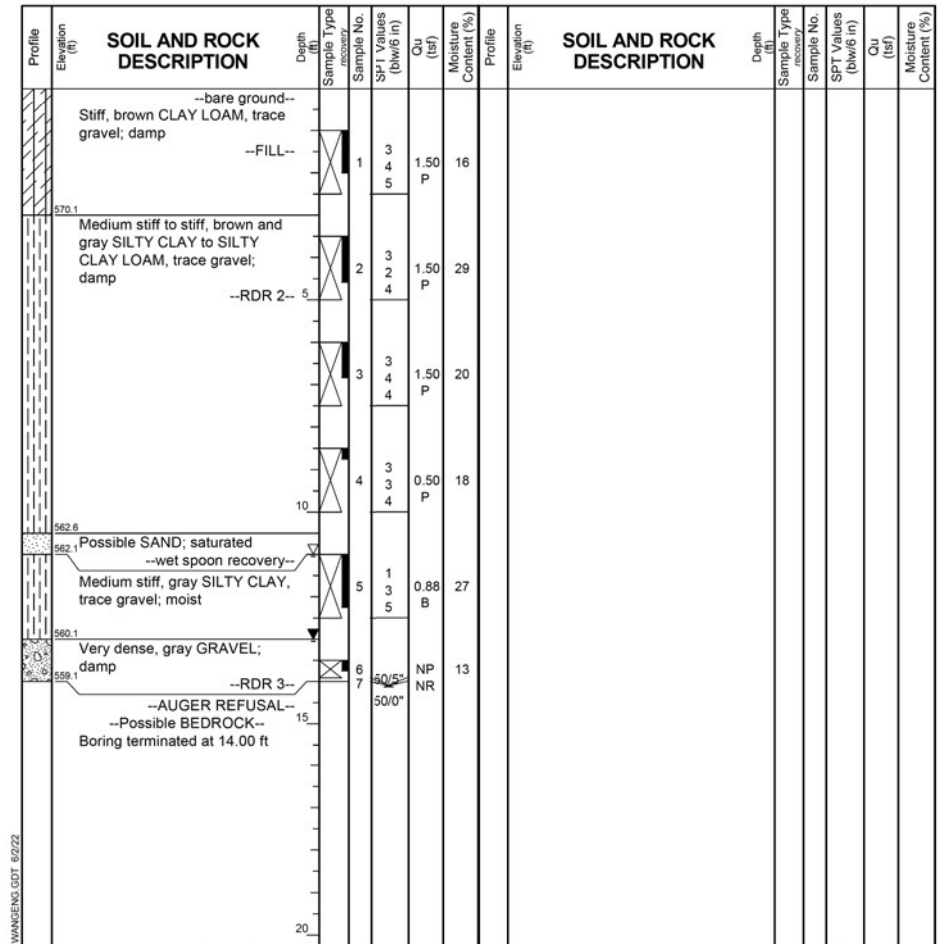 Profile
Elevation
(ft)
SOIL AND ROCK
DESCRIPTION
Depth
(ft)
Sample Type
recovery
Sample No.
SPT Values
(blw/6 in)
Qu
(tsf)
Moisture
Content (%)
Profile
Elevation
(ft)
SOIL AND ROCK
DESCRIPTION
Depth
(ft)
Sample Type
recovery
Sample No.
SPT Values
(blw/6 in)
Qu
(tsf)
Moisture
Content (%)
--bare ground--
Stiff, brown CLAY LOAM, trace
gravel; damp
--FILL--
1
3
4
5
1.50
P
16
570.1
Medium stiff to stiff, brown and
gray SILTY CLAY to SILTY
CLAY LOAM, trace gravel;
damp
--RDR 2--
5
2
3
2
4
1.50
P
29
3
3
4
4
1.50
P
20
4
3
3
4
0.50
P
18
10
562.6
Possible SAND; saturated
562.1
--wet spoon recovery--
Medium stiff, gray SILTY CLAY,
trace gravel; moist
5
1
3
5
0.88
B
27
560.1
Very dense, gray GRAVEL;
damp
6
50/5"
NP
13
--RDR 3--
559.1
7
50/0"
NR
--AUGER REFUSAL--
--Possible BEDROCK--
15
Boring terminated at 14.00 ft
20
WANGENG.GDT 6/2/22